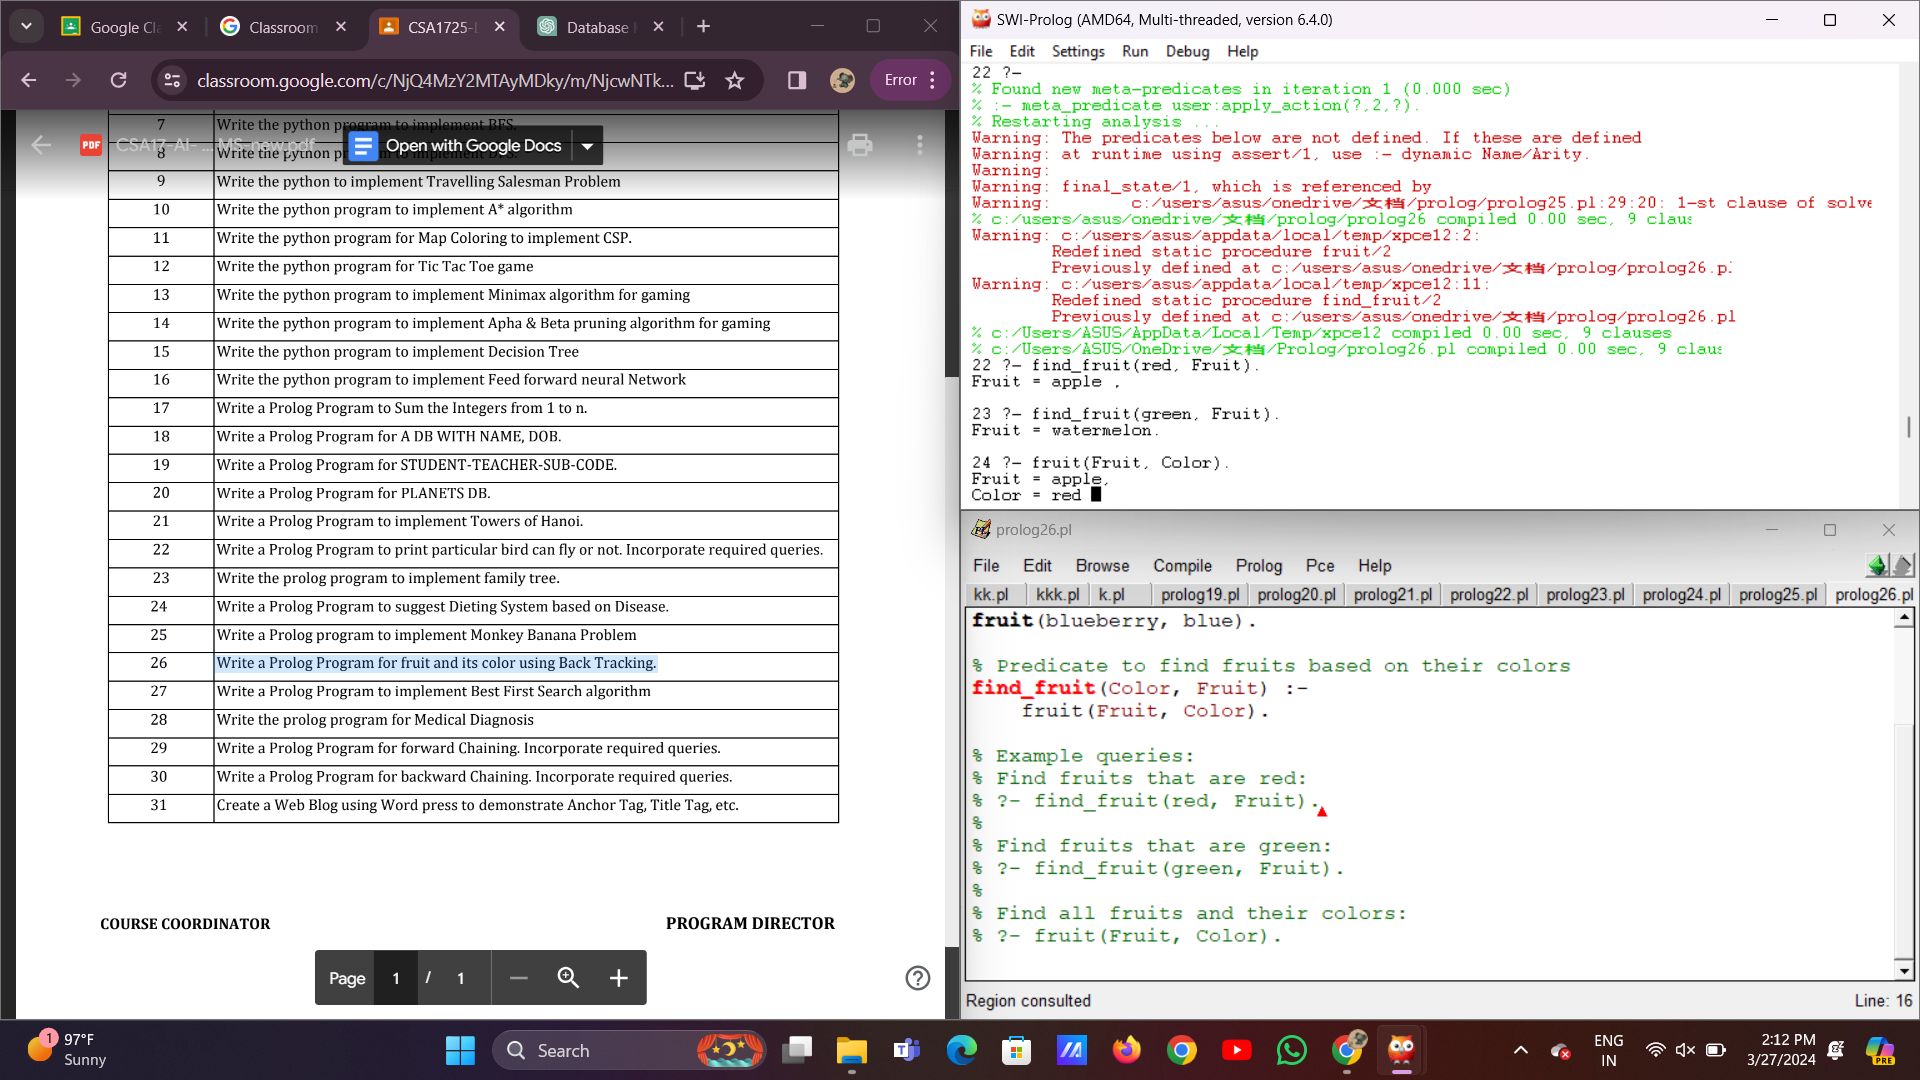 Google Cl
Classroom
CSA1725-
Database
classroom.google.com/c/NjQ4MzY2MTAyMDky/m/NjcwNTk...
Error
PDF
CSA17-AI- ... MS-new.pdf
Open with Google Docs
7 Write the python program to implement BFS.
8 Write the python
9 Write the python to implement Travelling Salesman Problem
10 Write the python program to implement A* algorithm
11 Write the python program for Map Coloring to implement CSP.
12 Write the python program for Tic Tac Toe game
13 Write the python program to implement Minimax algorithm for gaming
14 Write the python program to implement Apha & Beta pruning algorithm for gaming
15 Write the python program to implement Decision Tree
16 Write the python program to implement Feed forward neural Network
17 Write a Prolog Program to Sum the Integers from 1 to n.
18 Write a Prolog Program for A DB WITH NAME, DOB.
19 Write a Prolog Program for STUDENT-TEACHER-SUB-CODE.
20 Write a Prolog Program for PLANETS DB.
21 Write a Prolog Program to implement Towers of Hanoi.
22 Write a Prolog Program to print particular bird can fly or not. Incorporate required queries.
23 Write the prolog program to implement family tree.
24 Write a Prolog Program to suggest Dieting System based on Disease.
25 Write a Prolog program to implement Monkey Banana Problem
26 Write a Prolog Program for fruit and its color using Back Tracking.
27 Write a Prolog Program to implement Best First Search algorithm
28 Write the prolog program for Medical Diagnosis
29 Write a Prolog Program for forward Chaining. Incorporate required queries.
30 Write a Prolog Program for backward Chaining. Incorporate required queries.
31 Create a Web Blog using Word press to demonstrate Anchor Tag, Title Tag, etc.
COURSE COORDINATOR PROGRAM DIRECTOR
Page 1 / 1
SWI-Prolog (AMD64, Multi-threaded, version 6.4.0)
File Edit Settings Run Debug Help
22 ?-
% Found new meta-predicates in iteration 1 (0.000 sec)
% :- meta_predicate user:apply_action(?,2,?).
% Restarting analysis ...
Warning: The predicates below are not defined. If these are defined
Warning: at runtime using assert/1, use :- dynamic Name/Arity.
Warning:
Warning: final_state/1, which is referenced by
Warning: c:/users/asus/onedrive/文档/prolog/prolog25.pl:29:20: 1-st clause of solve
% c:/users/asus/onedrive/文档/prolog/prolog26 compiled 0.00 sec, 9 claus
Warning: c:/users/asus/appdata/local/temp/xpce12:2:
Redefined static procedure fruit/2
Previously defined at c:/users/asus/onedrive/文档/prolog/prolog26.pl
Warning: c:/users/asus/appdata/local/temp/xpce12:11:
Redefined static procedure find_fruit/2
Previously defined at c:/users/asus/onedrive/文档/prolog/prolog26.pl
% c:/Users/ASUS/AppData/Local/Temp/xpce12 compiled 0.00 sec, 9 clauses
% c:/Users/ASUS/OneDrive/文档/Prolog/prolog26.pl compiled 0.00 sec, 9 claus
22 ?- find_fruit(red, Fruit).
Fruit = apple ,
23 ?- find_fruit(green, Fruit).
Fruit = watermelon.
24 ?- fruit(Fruit, Color).
Fruit = apple,
Color = red
prolog26.pl
File Edit Browse Compile Prolog Pce Help
kk.pl kkk.pl k.pl prolog19.pl prolog20.pl prolog21.pl prolog22.pl prolog23.pl prolog24.pl prolog25.pl prolog26.pl
fruit(blueberry, blue).
% Predicate to find fruits based on their colors
find_fruit(Color, Fruit) :-
fruit(Fruit, Color).
% Example queries:
% Find fruits that are red:
% ?- find_fruit(red, Fruit).
%
% Find fruits that are green:
% ?- find_fruit(green, Fruit).
%
% Find all fruits and their colors:
% ?- fruit(Fruit, Color).
Region consulted Line: 16
1
97°F
Sunny
Search
PRE
ENG
IN
2:12 PM
3/27/2024